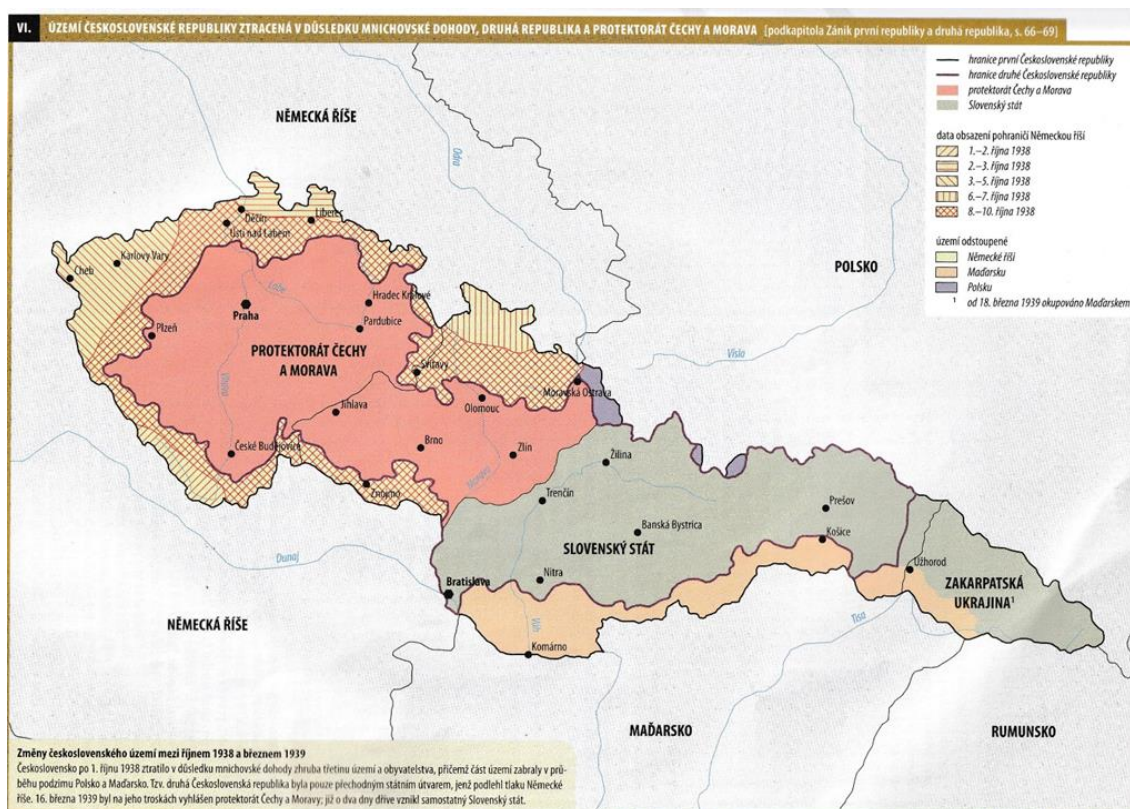 VI. ÚZEMÍ ČESKOSLOVENSKÉ REPUBLIKY ZTRACENÁ V DŮSLEDKU MNICHOVSKÉ DOHODY, DRUHÁ REPUBLIKA A PROTEKTORÁT ČECHY A MORAVA [podkapitola Zánik první republiky a druhá republika, s. 66–69]
hranice první Československé republiky
hranice druhé Československé republiky
protektorát Čechy a Morava
Slovenský stát
data obsazení pohraničí Německou říší
1.–2. října 1938
2.–3. října 1938
3.–5. října 1938
6.–7. října 1938
8.–10. října 1938
území odstoupené
Německé říši
Maďarsku
Polsku
1 od 18. března 1939 okupováno Maďarskem
NĚMECKÁ ŘÍŠE
Odra
Děčín
Liberec
Ústí nad Labem
Karlovy Vary
Cheb
POLSKO
Labe
Hradec Králové
Praha
Pardubice
Plzeň
PROTEKTORÁT ČECHY
A MORAVA
Visla
Svitavy
Vltava
Moravská Ostrava
Olomouc
Jihlava
České Budějovice
Brno
Zlín
Morava
Žilina
Znojmo
Trenčín
Prešov
Banská Bystrica
Košice
SLOVENSKÝ STÁT
Dunaj
Užhorod
Nitra
Bratislava
ZAKARPATSKÁ
UKRAJINA¹
NĚMECKÁ ŘÍŠE
Váh
Tisa
Komárno
MAĎARSKO
RUMUNSKO
Změny československého území mezi říjnem 1938 a březnem 1939
Československo po 1. říjnu 1938 ztratilo v důsledku mnichovské dohody zhruba třetinu území a obyvatelstva, přičemž část území zabraly v prů-
běhu podzimu Polsko a Maďarsko. Tzv. druhá Československá republika byla pouze přechodným státním útvarem, jenž podlehl tlaku Německé
říše. 16. března 1939 byl na jeho troskách vyhlášen protektorát Čechy a Moravy; již o dva dny dříve vznikl samostatný Slovenský stát.